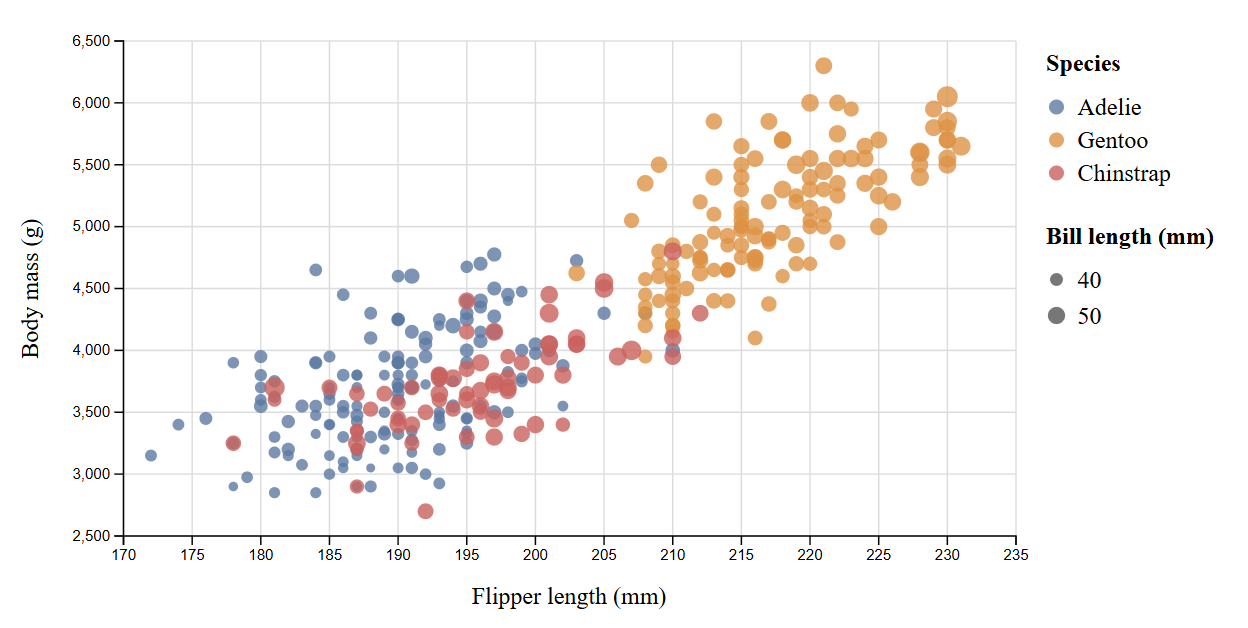 6,500
6,000
5,500
5,000
4,500
4,000
3,500
3,000
2,500
Body mass (g)
170 175 180 185 190 195 200 205 210 215 220 225 230 235
Flipper length (mm)
Species
Adelie
Gentoo
Chinstrap
Bill length (mm)
40
50